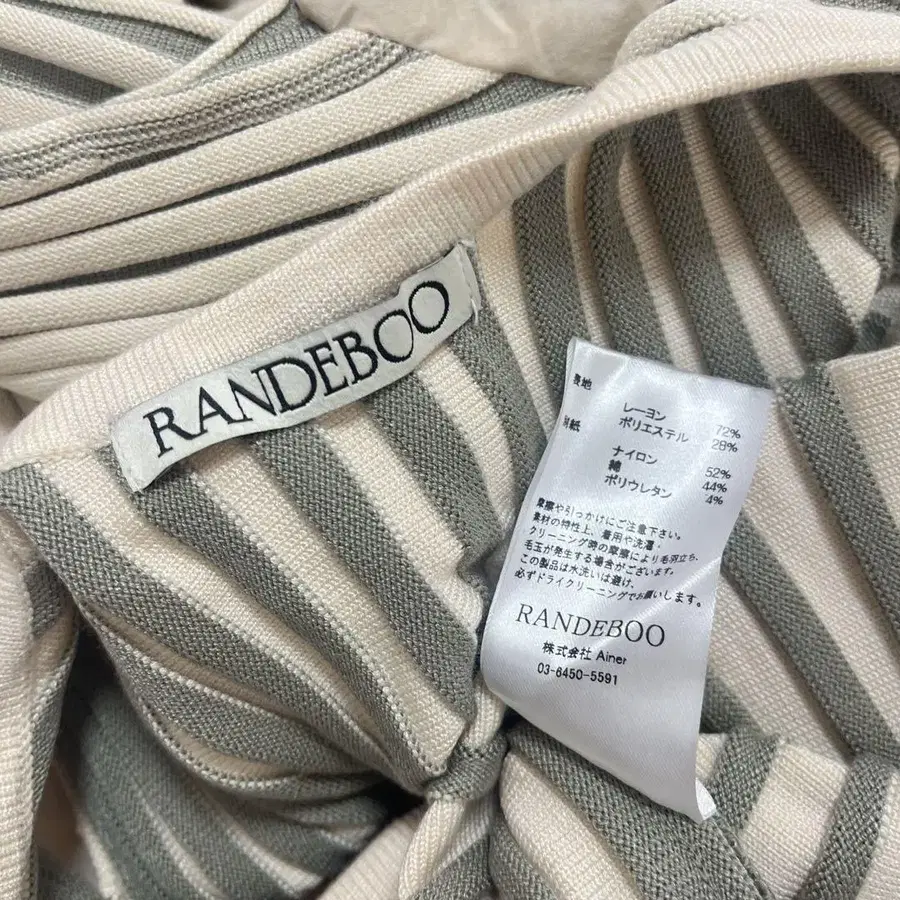 RANDEBOO
表地
レーヨン 72%
ポリエステル 28%
別紙
ナイロン 52%
綿 44%
ポリウレタン 4%
摩擦や引っかけにご注意下さい。
素材の特性上、着用や洗濯・
クリーニング時の摩擦により毛羽立ち、
毛玉が発生する場合がございます。
この製品は水洗いは避け、
必ずドライクリーニングでお願いします。
RANDEBOO
株式会社 Ainer
03-6450-5591